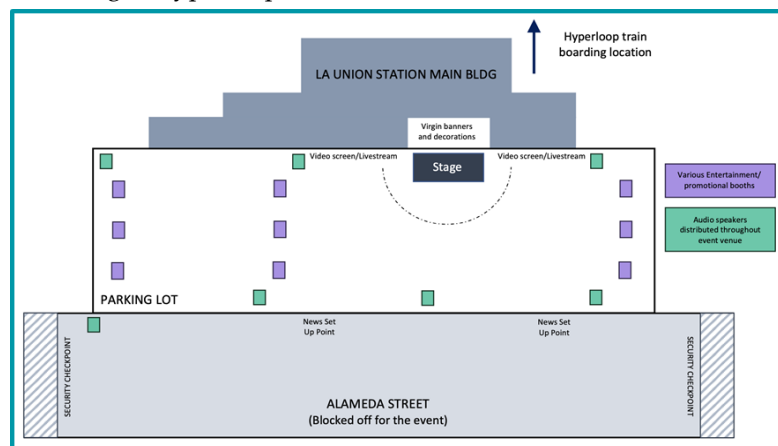 Hyperloop train
boarding location
LA UNION STATION MAIN BLDG
Virgin banners
and decorations
Video screen/Livestream
Stage
Video screen/Livestream
Various Entertainment/
promotional booths
Audio speakers
distributed throughout
event venue
PARKING LOT
News Set
Up Point
News Set
Up Point
SECURITY CHECKPOINT
SECURITY CHECKPOINT
ALAMEDA STREET
(Blocked off for the event)